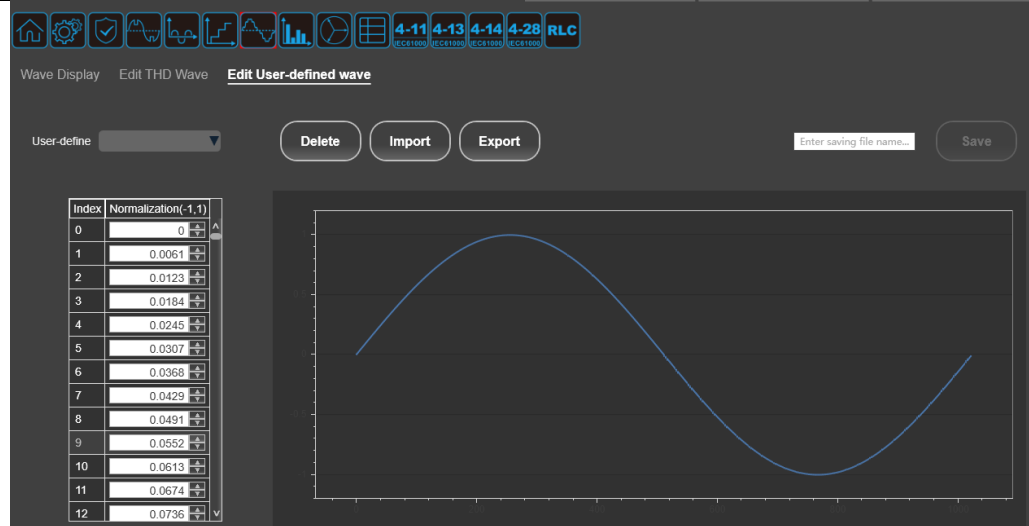 4-11 4-13 4-14 4-28 RLC
IEC61000 IEC61000 IEC61000 IEC61000
Wave Display Edit THD Wave Edit User-defined wave
User-define Delete Import Export Enter saving file name... Save
Index Normalization(-1,1)
0 0
1 0.0061
2 0.0123
3 0.0184
4 0.0245
5 0.0307
6 0.0368
7 0.0429
8 0.0491
9 0.0552
10 0.0613
11 0.0674
12 0.0736